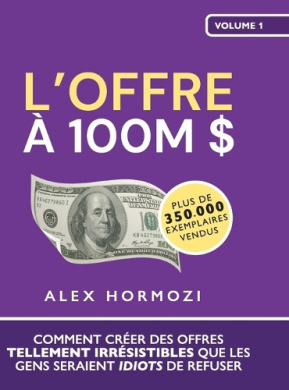 VOLUME 1
L'OFFRE
À 100M $
PLUS DE
350.000
EXEMPLAIRES
VENDUS
ALEX HORMOZI
COMMENT CRÉER DES OFFRES
TELLEMENT IRRÉSISTIBLES QUE LES
GENS SERAIENT IDIOTS DE REFUSER